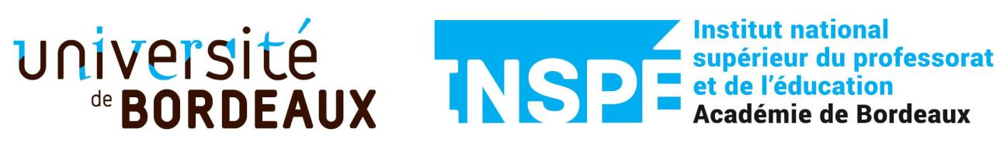 université
de BORDEAUX
INSPÉ
Institut national
supérieur du professorat
et de l'éducation
Académie de Bordeaux